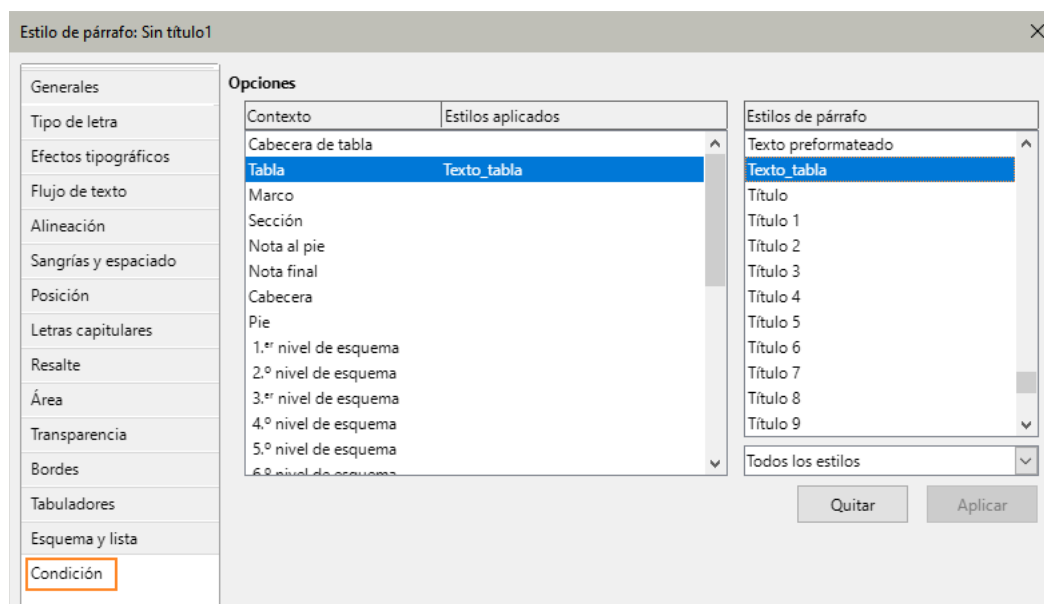 Estilo de párrafo: Sin título1
Generales
Tipo de letra
Efectos tipográficos
Flujo de texto
Alineación
Sangrías y espaciado
Posición
Letras capitulares
Resalte
Área
Transparencia
Bordes
Tabuladores
Esquema y lista
Condición
Opciones
Contexto Estilos aplicados
Cabecera de tabla
Tabla Texto_tabla
Marco
Sección
Nota al pie
Nota final
Cabecera
Pie
1.ᵉʳ nivel de esquema
2.º nivel de esquema
3.ᵉʳ nivel de esquema
4.º nivel de esquema
5.º nivel de esquema
6.º nivel de esquema
Estilos de párrafo
Texto preformateado
Texto_tabla
Título
Título 1
Título 2
Título 3
Título 4
Título 5
Título 6
Título 7
Título 8
Título 9
Todos los estilos
Quitar
Aplicar